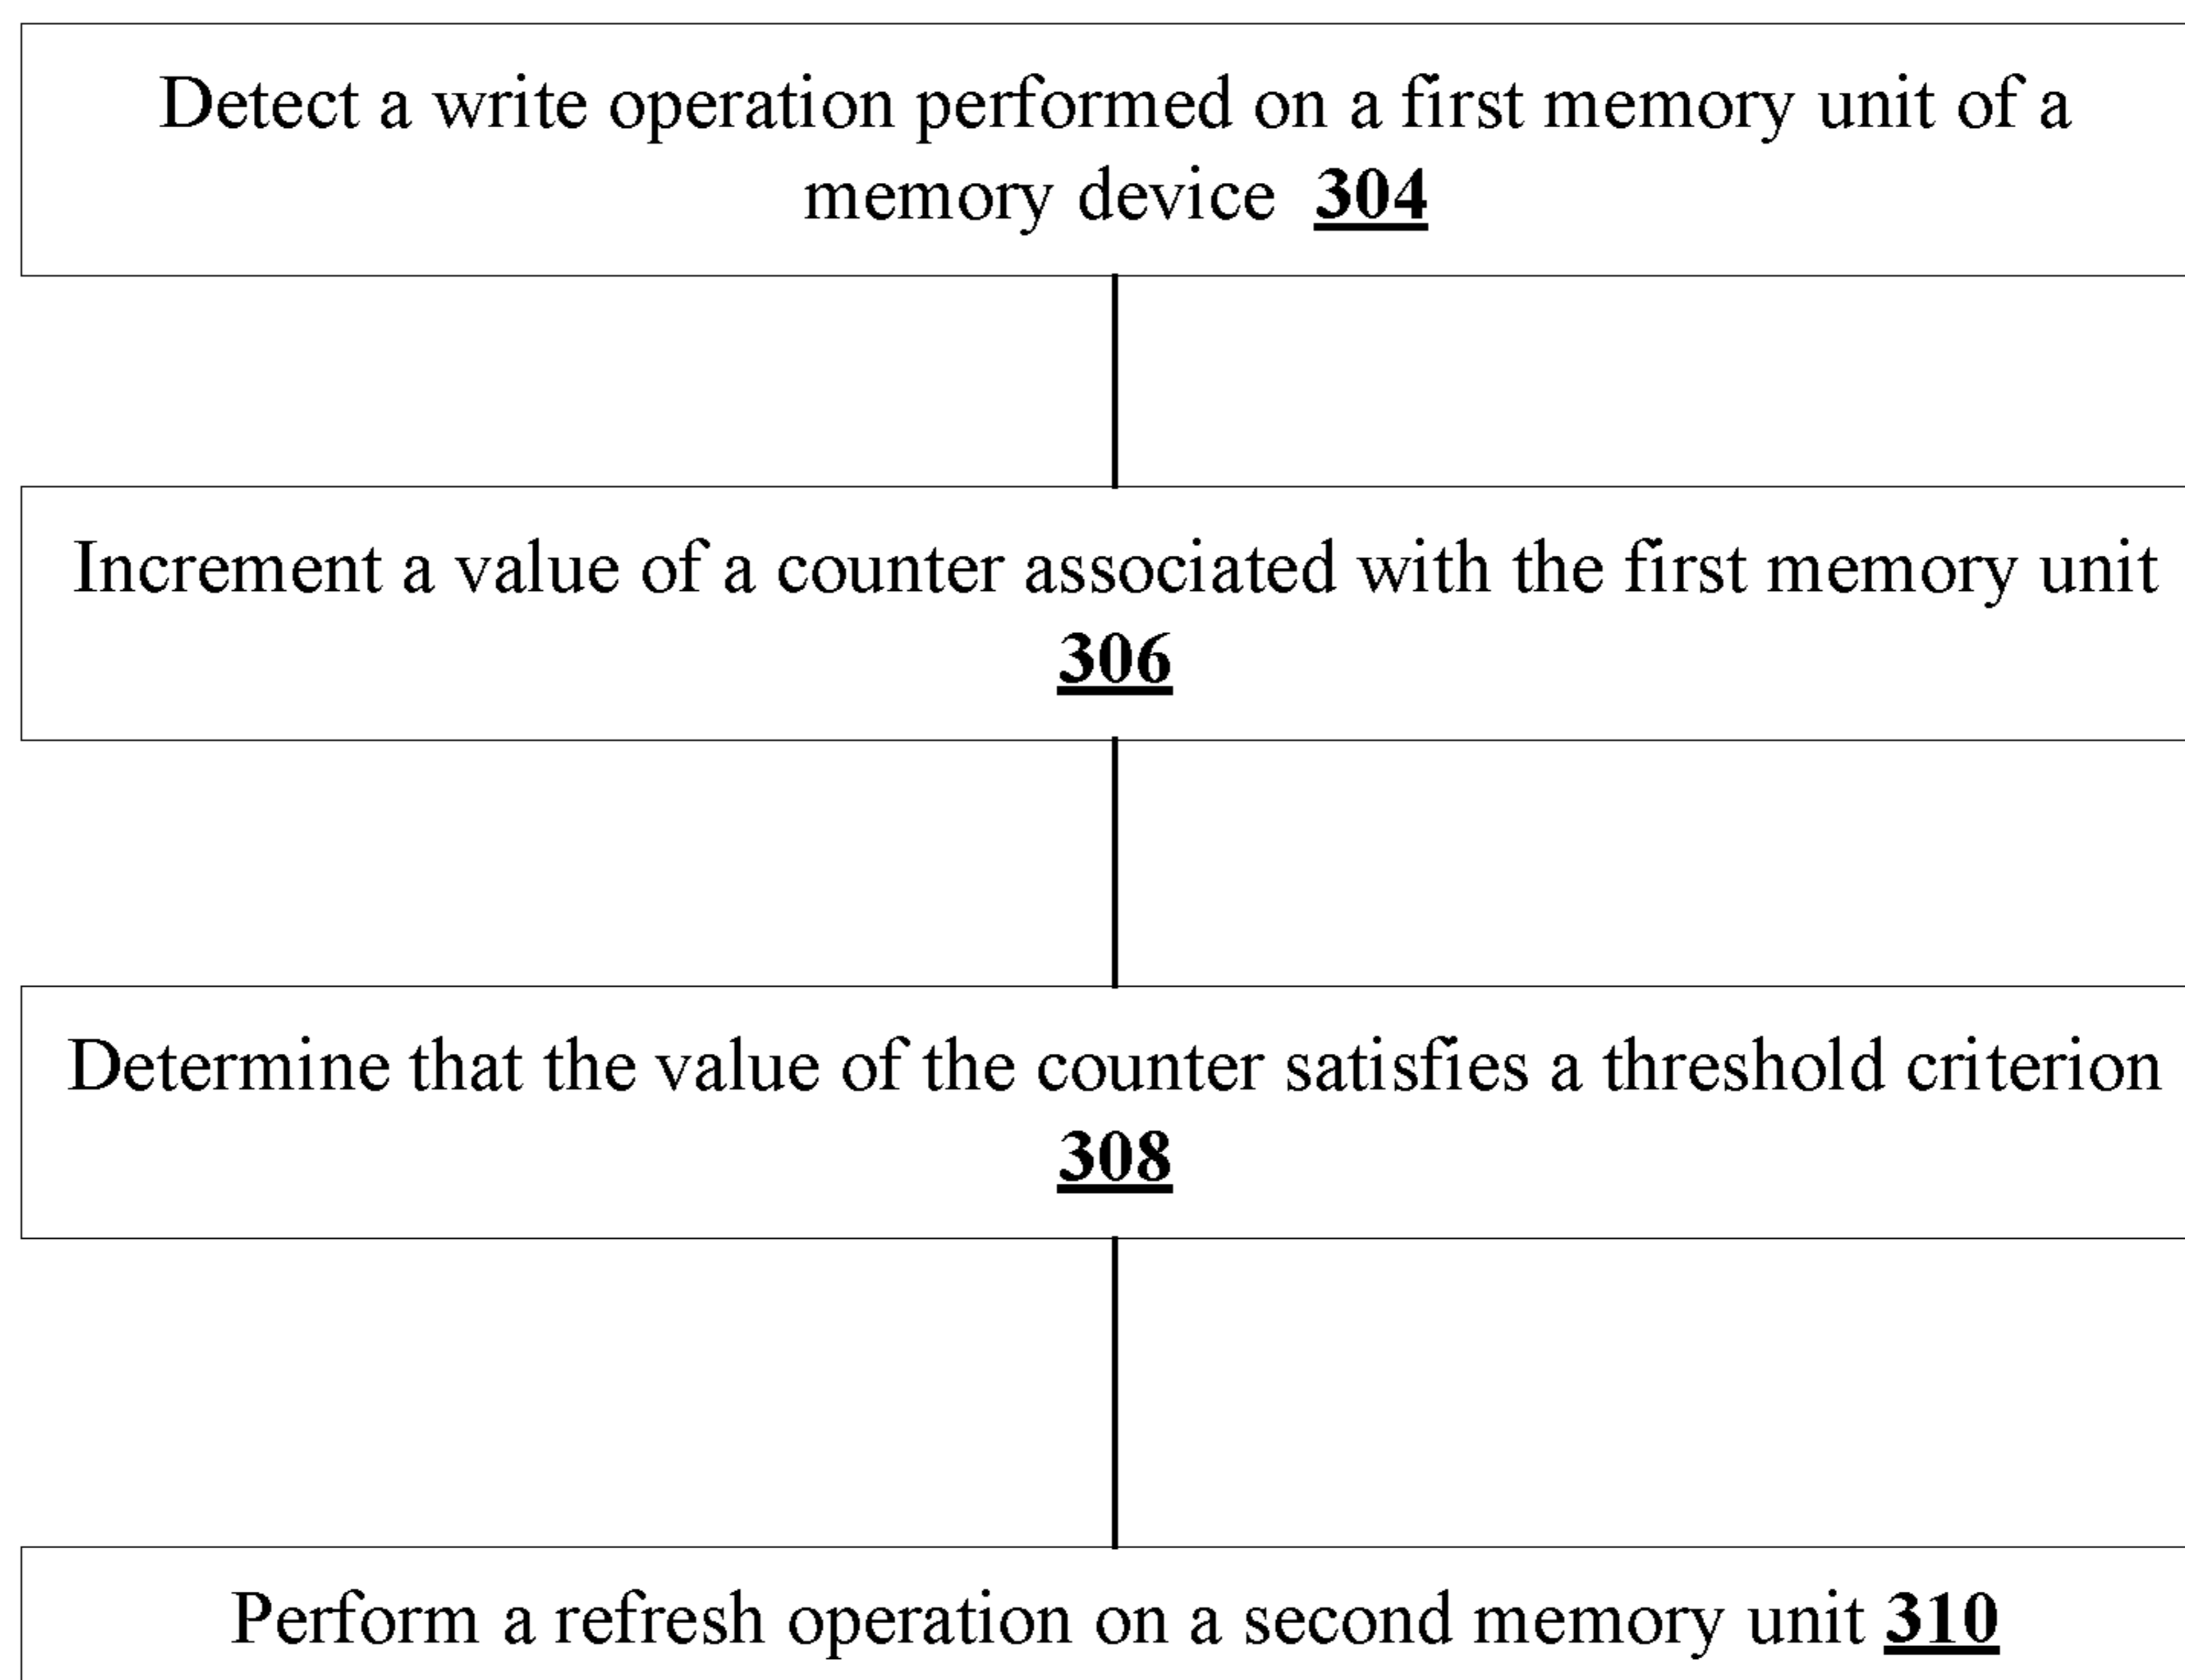 Detect a write operation performed on a first memory unit of a
memory device 304
Increment a value of a counter associated with the first memory unit
306
Determine that the value of the counter satisfies a threshold criterion
308
Perform a refresh operation on a second memory unit 310